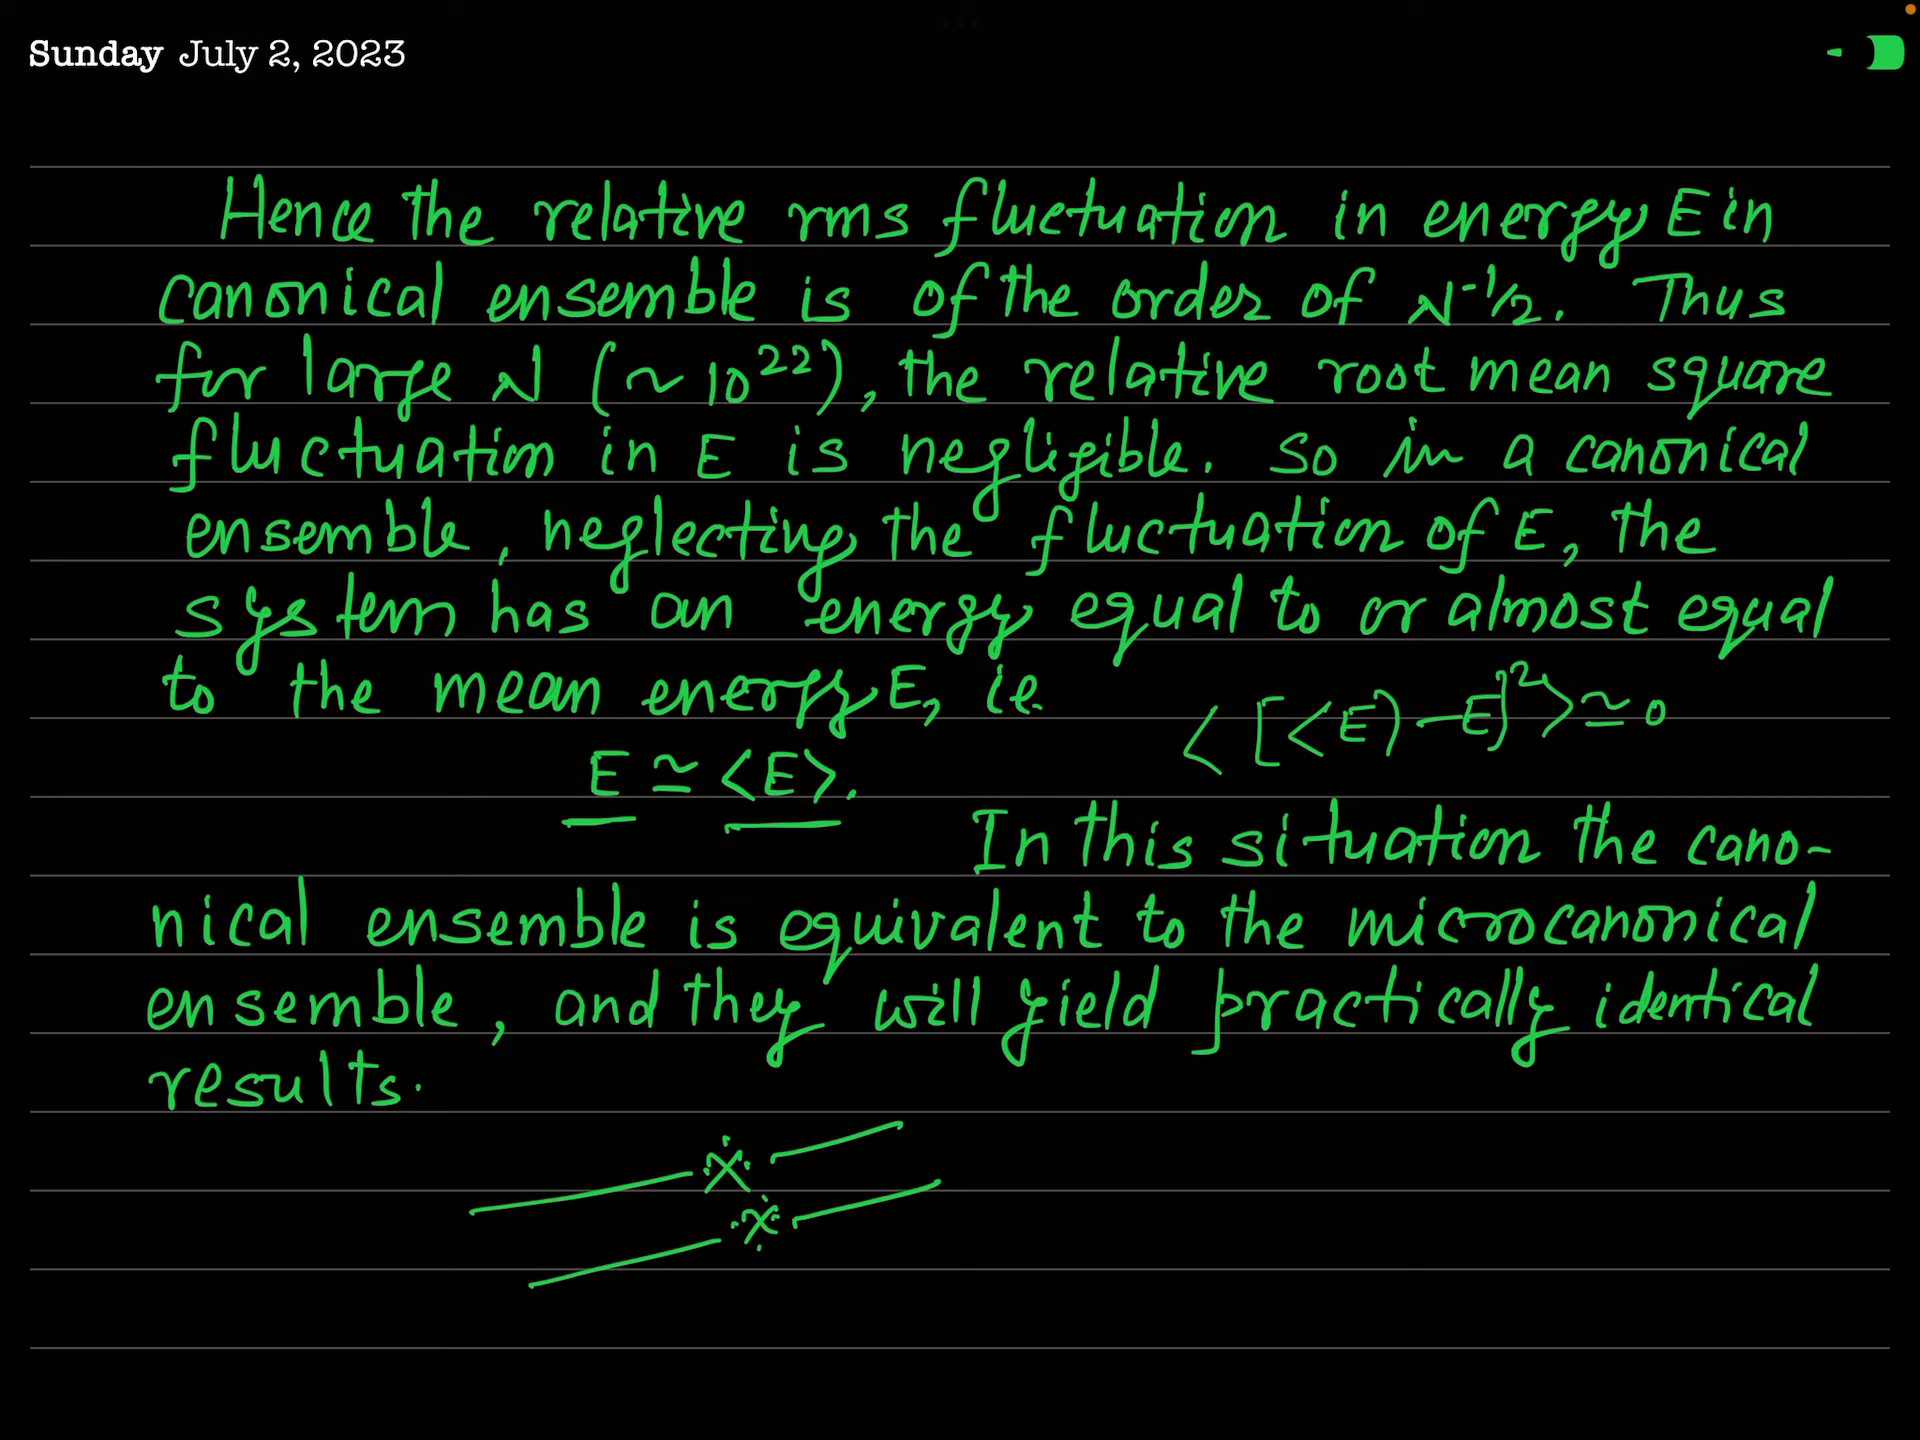 Sunday July 2, 2023
Hence the relative rms fluctuation in energy E in
canonical ensemble is of the order of N^-1/2. Thus
for large N (~ 10^22), the relative root mean square
fluctuation in E is negligible. So in a canonical
ensemble, neglecting the fluctuation of E, the
system has an energy equal to or almost equal
to the mean energy E, ie.
< [<E) - E]^2> ≃ 0
E ≃ <E>.
In this situation the cano-
nical ensemble is equivalent to the microcanonical
ensemble, and they will yield practically identical
results.